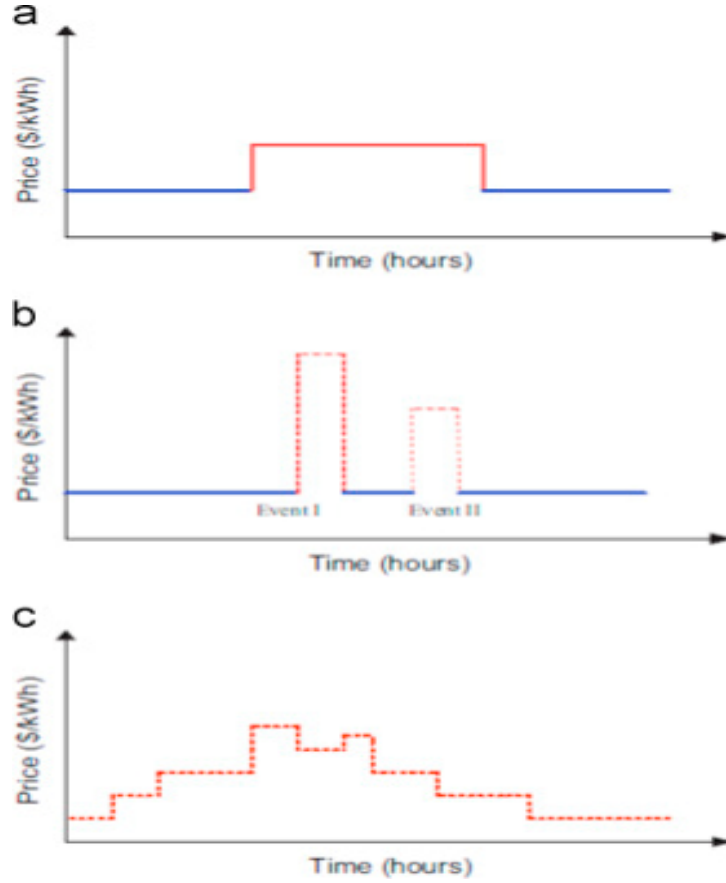 a
Price ($/kWh)
Time (hours)
b
Price ($/kWh)
Event I
Event II
Time (hours)
c
Price ($/kWh)
Time (hours)